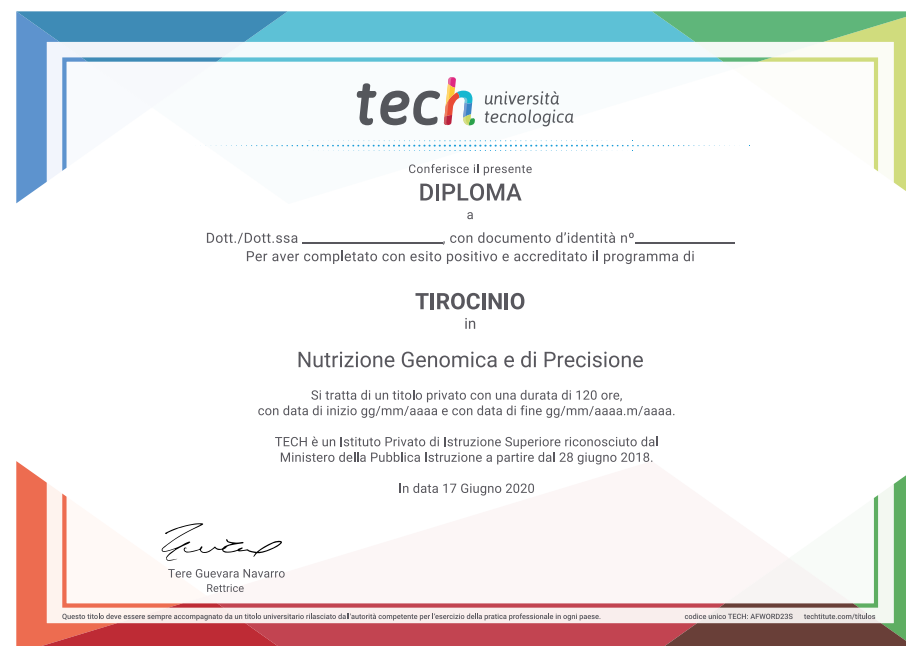 tech università
tecnologica
Conferisce il presente
DIPLOMA
a
Dott./Dott.ssa ____________________, con documento d'identità nº______________
Per aver completato con esito positivo e accreditato il programma di
TIROCINIO
in
Nutrizione Genomica e di Precisione
Si tratta di un titolo privato con una durata di 120 ore,
con data di inizio gg/mm/aaaa e con data di fine gg/mm/aaaa.m/aaaa.
TECH è un Istituto Privato di Istruzione Superiore riconosciuto dal
Ministero della Pubblica Istruzione a partire dal 28 giugno 2018.
In data 17 Giugno 2020
Tere Guevara Navarro
Rettrice
Questo titolo deve essere sempre accompagnato da un titolo universitario rilasciato dall'autorità competente per l'esercizio della pratica professionale in ogni paese. codice unico TECH: AFWORD23S techtitute.com/titulos